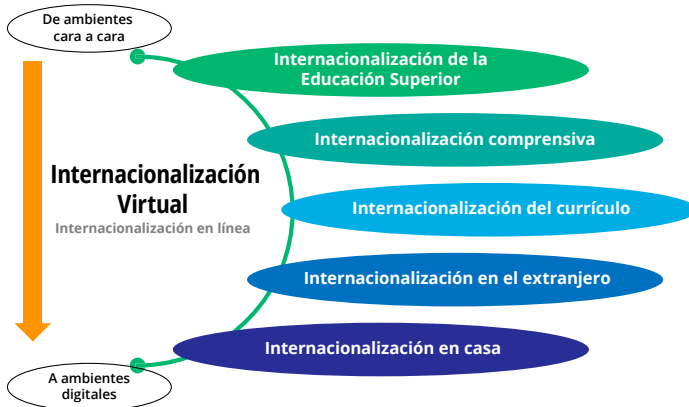 De ambientes
cara a cara
Internacionalización de la
Educación Superior
Internacionalización comprensiva
Internacionalización
Virtual
Internacionalización en línea
Internacionalización del currículo
Internacionalización en el extranjero
Internacionalización en casa
A ambientes
digitales